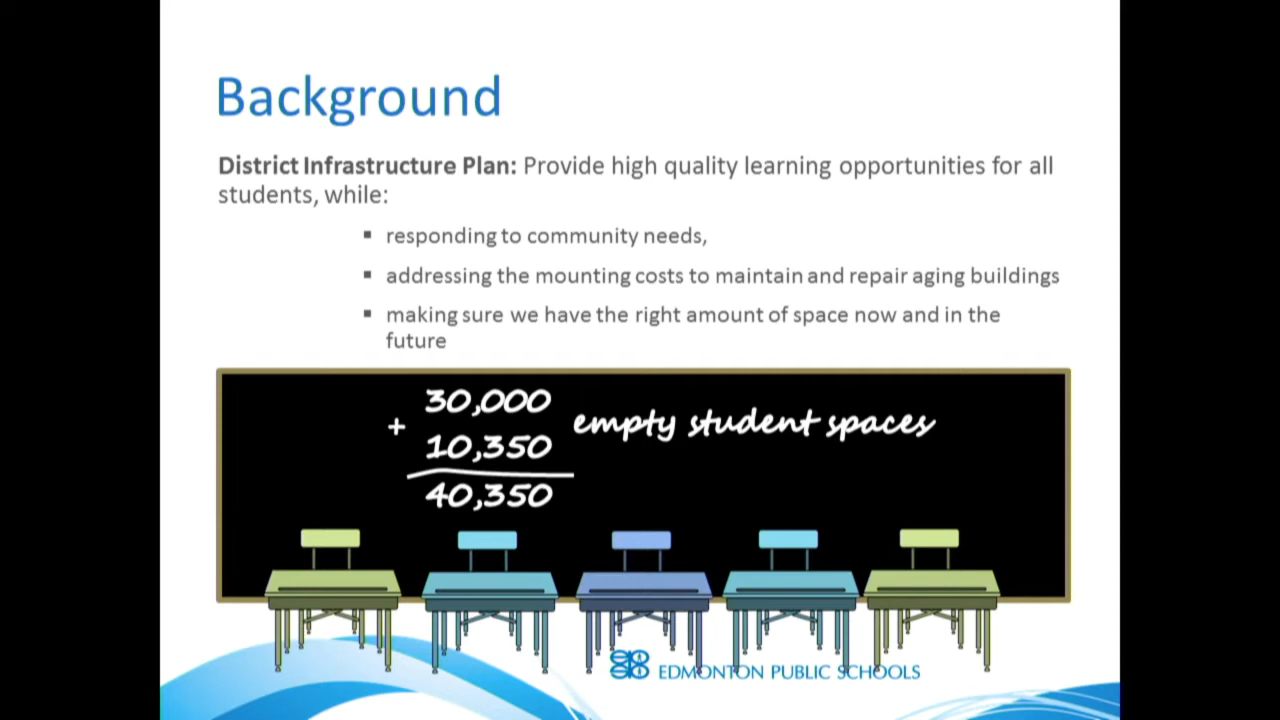 Background
District Infrastructure Plan: Provide high quality learning opportunities for all
students, while:
▪ responding to community needs,
▪ addressing the mounting costs to maintain and repair aging buildings
▪ making sure we have the right amount of space now and in the
future
30,000
+ 10,350
40,350
empty student spaces
EDMONTON PUBLIC SCHOOLS